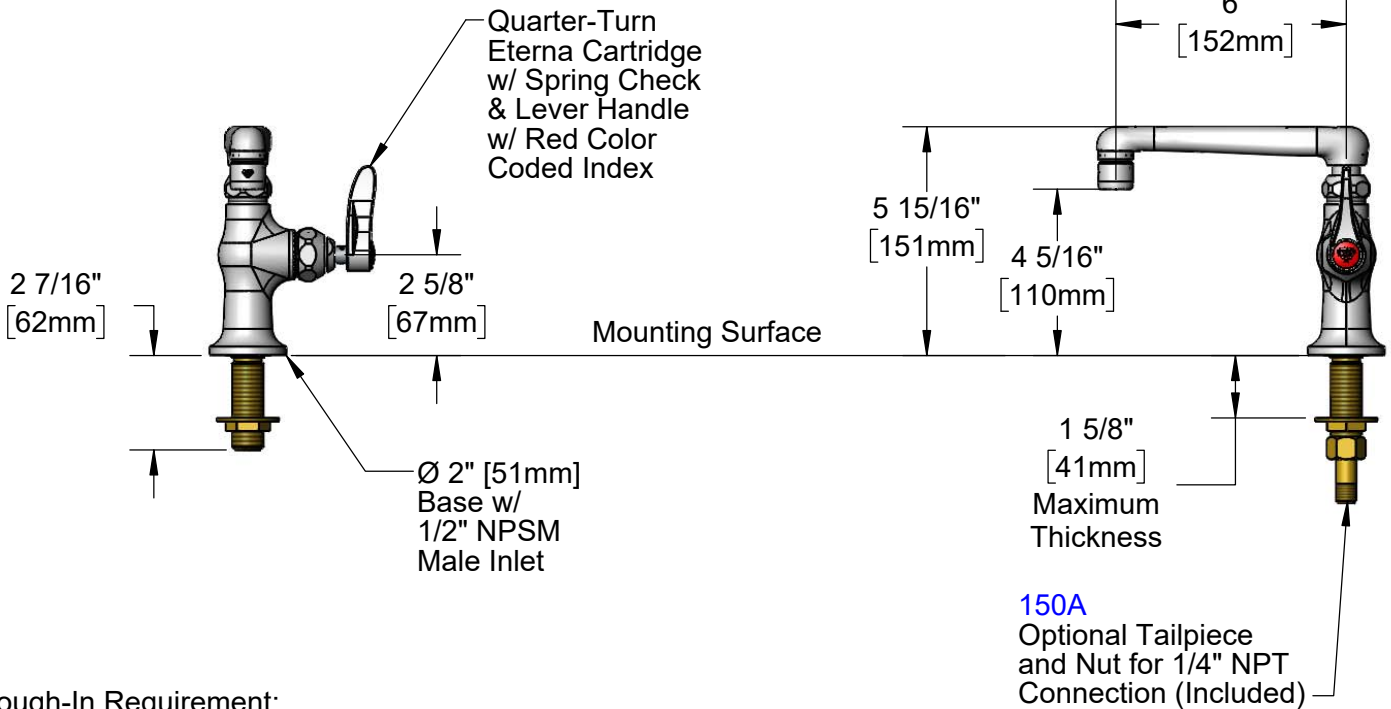 Quarter-Turn
Eterna Cartridge
w/ Spring Check
& Lever Handle
w/ Red Color
Coded Index
6
[152mm]
5 15/16"
[151mm]
4 5/16"
[110mm]
2 7/16"
[62mm]
2 5/8"
[67mm]
Mounting Surface
Ø 2" [51mm]
Base w/
1/2" NPSM
Male Inlet
1 5/8"
[41mm]
Maximum
Thickness
150A
Optional Tailpiece
and Nut for 1/4" NPT
Connection (Included)
ough-In Requirement: